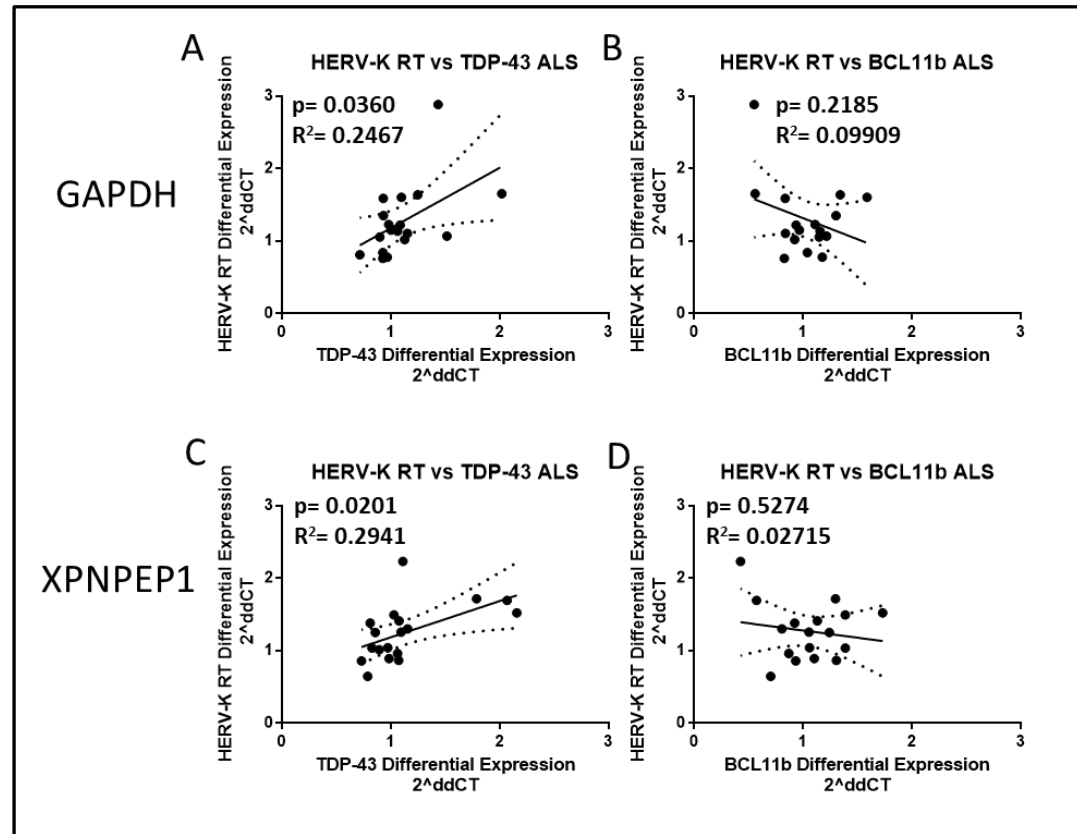 GAPDH
A
HERV-K RT vs TDP-43 ALS
p= 0.0360
R²= 0.2467
HERV-K RT Differential Expression
2^ddCT
3
2
1
0
0
1
2
3
TDP-43 Differential Expression
2^ddCT
B
HERV-K RT vs BCL11b ALS
p= 0.2185
R²= 0.09909
HERV-K RT Differential Expression
2^ddCT
3
2
1
0
0
1
2
3
BCL11b Differential Expression
2^ddCT
XPNPEP1
C
HERV-K RT vs TDP-43 ALS
p= 0.0201
R²= 0.2941
HERV-K RT Differential Expression
2^ddCT
3
2
1
0
0
1
2
3
TDP-43 Differential Expression
2^ddCT
D
HERV-K RT vs BCL11b ALS
p= 0.5274
R²= 0.02715
HERV-K RT Differential Expression
2^ddCT
3
2
1
0
0
1
2
3
BCL11b Differential Expression
2^ddCT